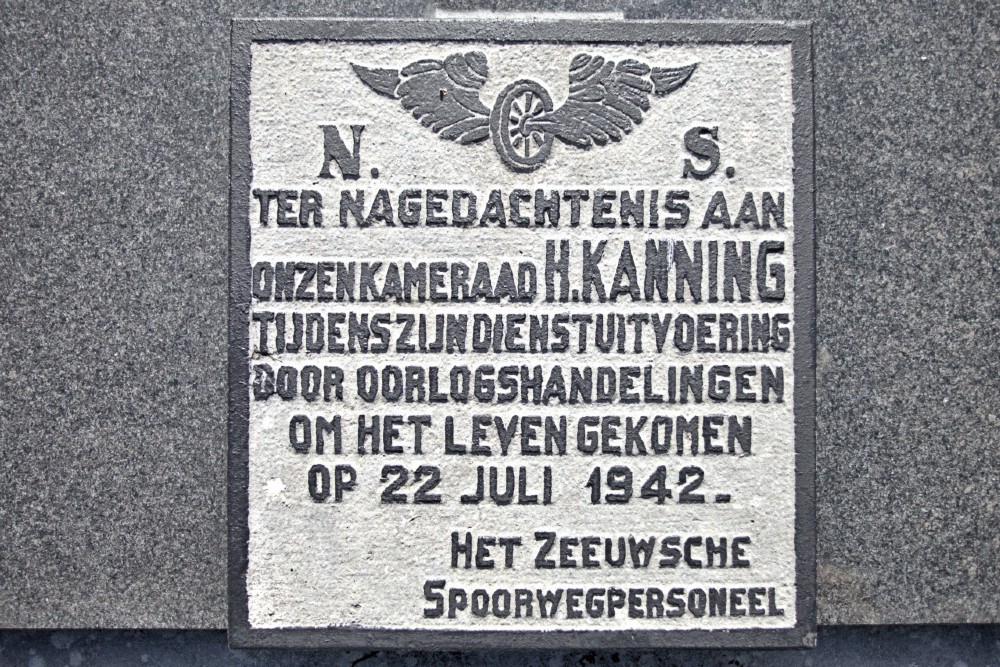 N. S.
TER NAGEDACHTENIS AAN
ONZEN KAMERAAD H. KANNING
TIJDENS ZIJN DIENSTUITVOERING
DOOR OORLOGSHANDELINGEN
OM HET LEVEN GEKOMEN
OP 22 JULI 1942.
HET ZEEUWSCHE
SPOORWEGPERSONEEL